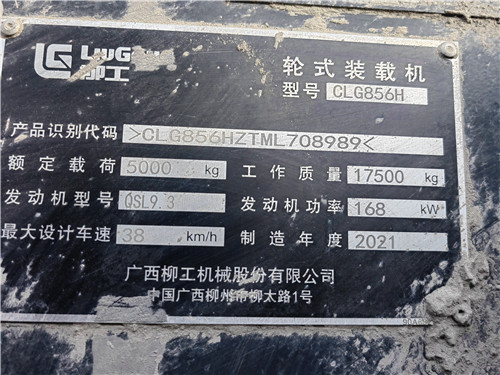 柳工
轮式装载机
型号 CLG856H
产品识别代码 >CLG856HZTML708989<
额定载荷 5000 kg 工作质量 17500 kg
发动机型号 QSL9.3 发动机功率 168 kW
最大设计车速 38 km/h 制造年度 2021
广西柳工机械股份有限公司
中国广西柳州市柳太路1号